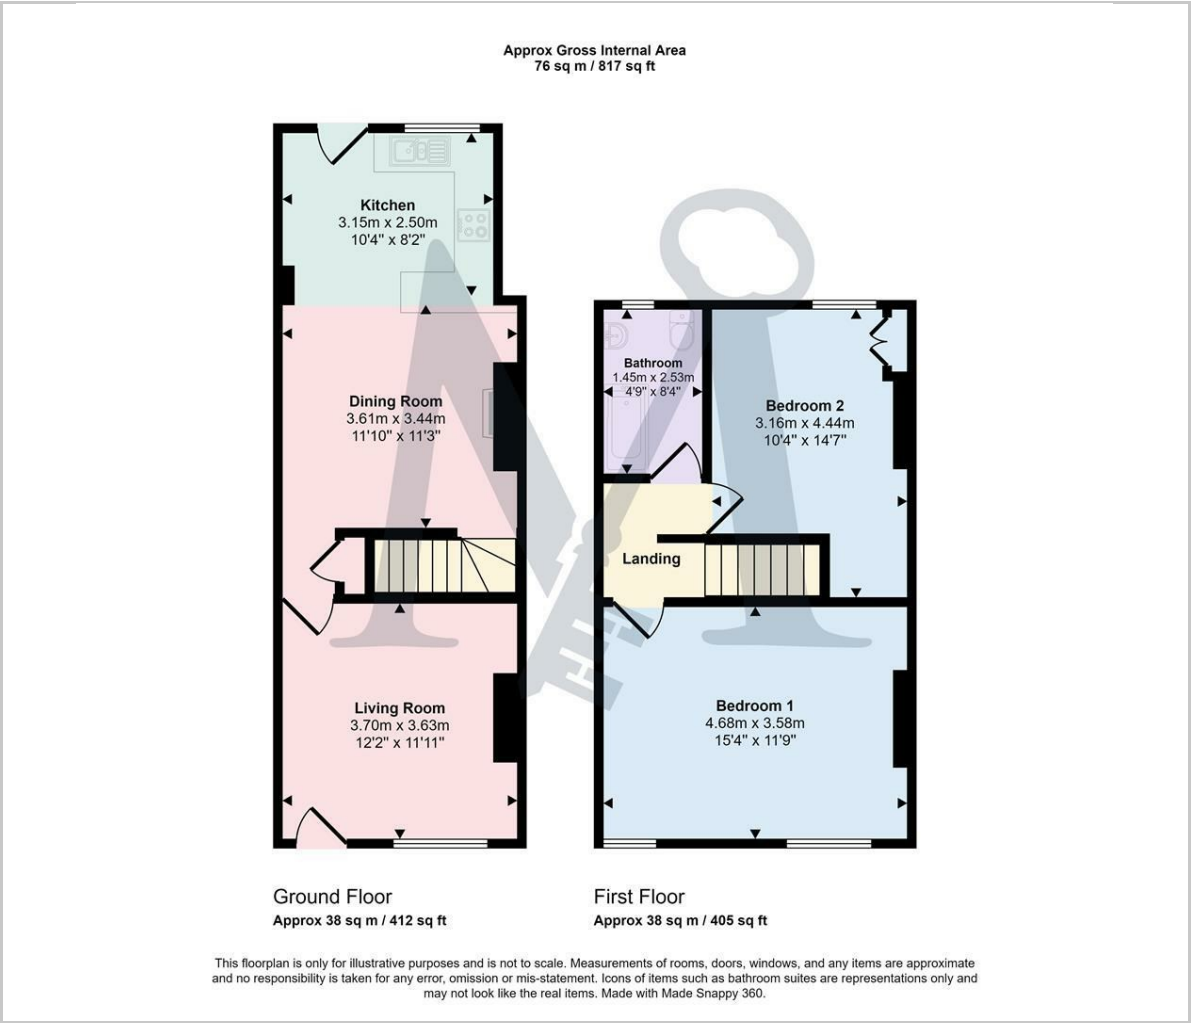 Approx Gross Internal Area
76 sq m / 817 sq ft
Kitchen
3.15m x 2.50m
10'4" x 8'2"
Dining Room
3.61m x 3.44m
11'10" x 11'3"
Living Room
3.70m x 3.63m
12'2" x 11'11"
Bathroom
1.45m x 2.53m
4'9" x 8'4"
Bedroom 2
3.16m x 4.44m
10'4" x 14'7"
Landing
Bedroom 1
4.68m x 3.58m
15'4" x 11'9"
Ground Floor
Approx 38 sq m / 412 sq ft
First Floor
Approx 38 sq m / 405 sq ft
This floorplan is only for illustrative purposes and is not to scale. Measurements of rooms, doors, windows, and any items are approximate
and no responsibility is taken for any error, omission or mis-statement. Icons of items such as bathroom suites are representations only and
may not look like the real items. Made with Made Snappy 360.